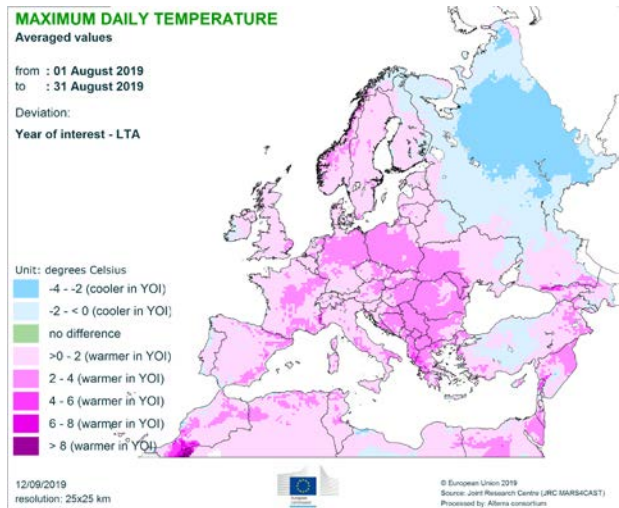 MAXIMUM DAILY TEMPERATURE
Averaged values
from : 01 August 2019
to : 31 August 2019
Deviation:
Year of interest - LTA
Unit: degrees Celsius
-4 - -2 (cooler in YOI)
-2 - < 0 (cooler in YOI)
no difference
>0 - 2 (warmer in YOI)
2 - 4 (warmer in YOI)
4 - 6 (warmer in YOI)
6 - 8 (warmer in YOI)
> 8 (warmer in YOI)
12/09/2019
resolution: 25x25 km
© European Union 2019
Source: Joint Research Centre (JRC MARS4CAST)
Processed by: Alterra consortium